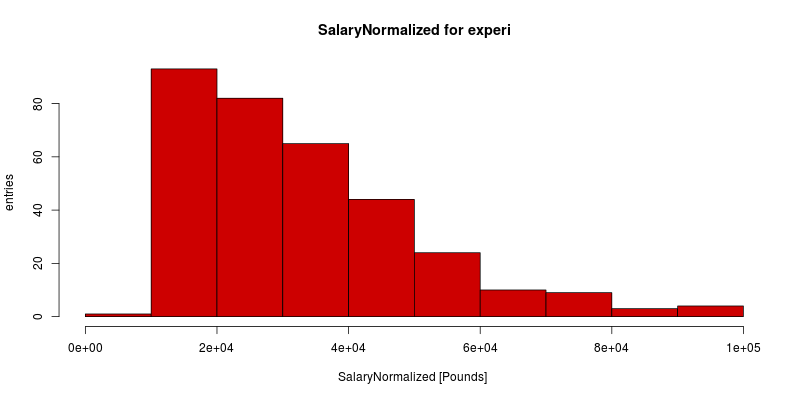 SalaryNormalized for experi
entries
80
60
40
20
0
0e+00 2e+04 4e+04 6e+04 8e+04 1e+05
SalaryNormalized [Pounds]